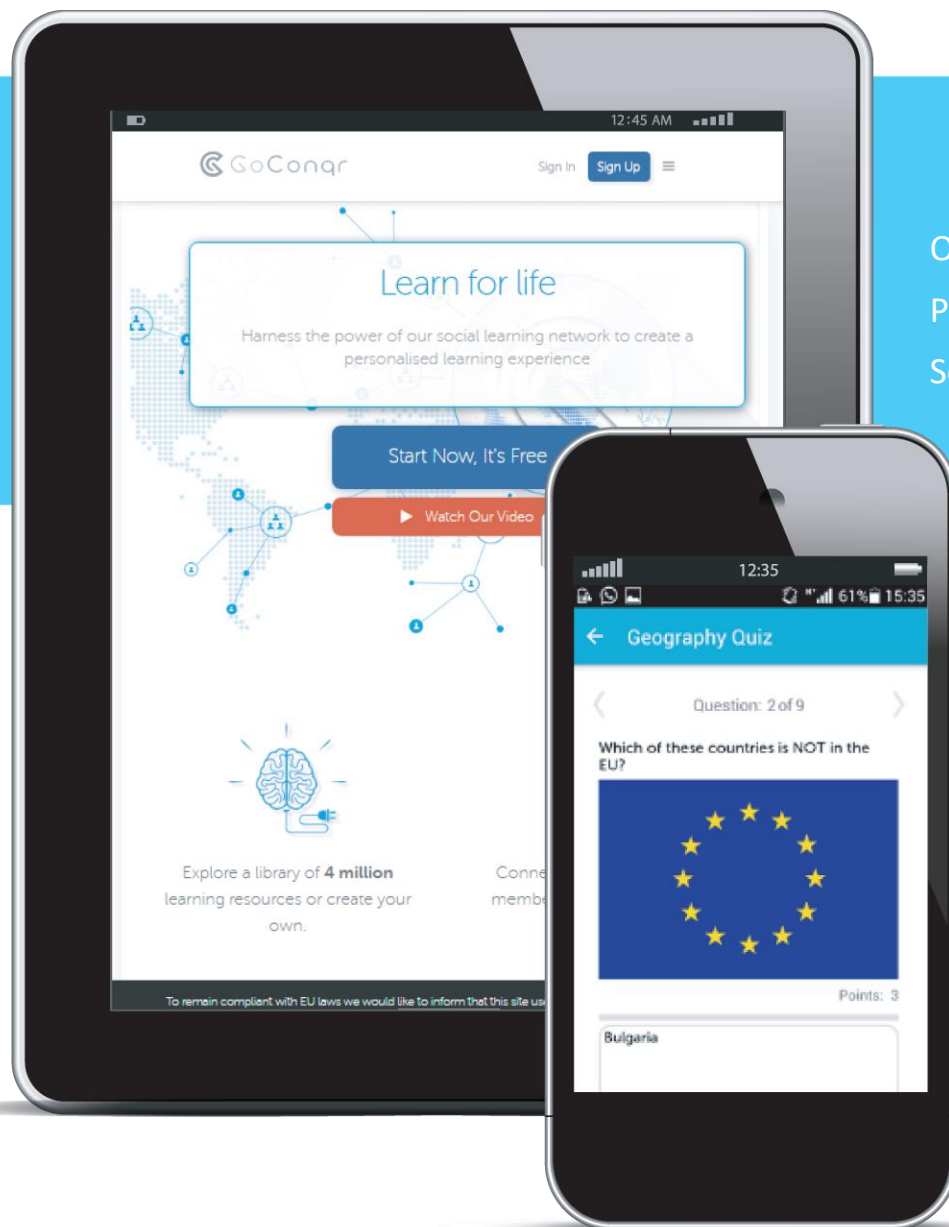 12:45 AM
GoConqr
Sign In
Sign Up
Learn for life
Harness the power of our social learning network to create a
personalised learning experience
Start Now, It's Free
Watch Our Video
Explore a library of 4 million
learning resources or create your
own.
Conne
membe
To remain compliant with EU laws we would like to inform that this site use
12:35
61% 15:35
Geography Quiz
Question: 2 of 9
Which of these countries is NOT in the
EU?
Points: 3
Bulgaria